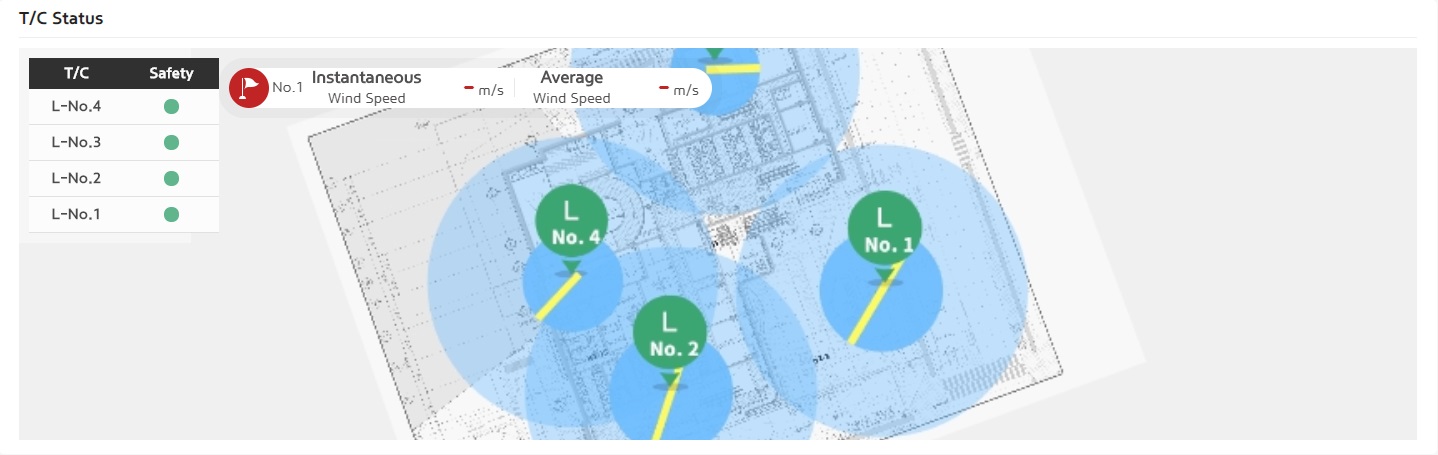 T/C Status
T/C Safety
L-No.4
L-No.3
L-No.2
L-No.1
No.1 Instantaneous Wind Speed - m/s Average Wind Speed - m/s
L
No. 4
L
No. 1
L
No. 2